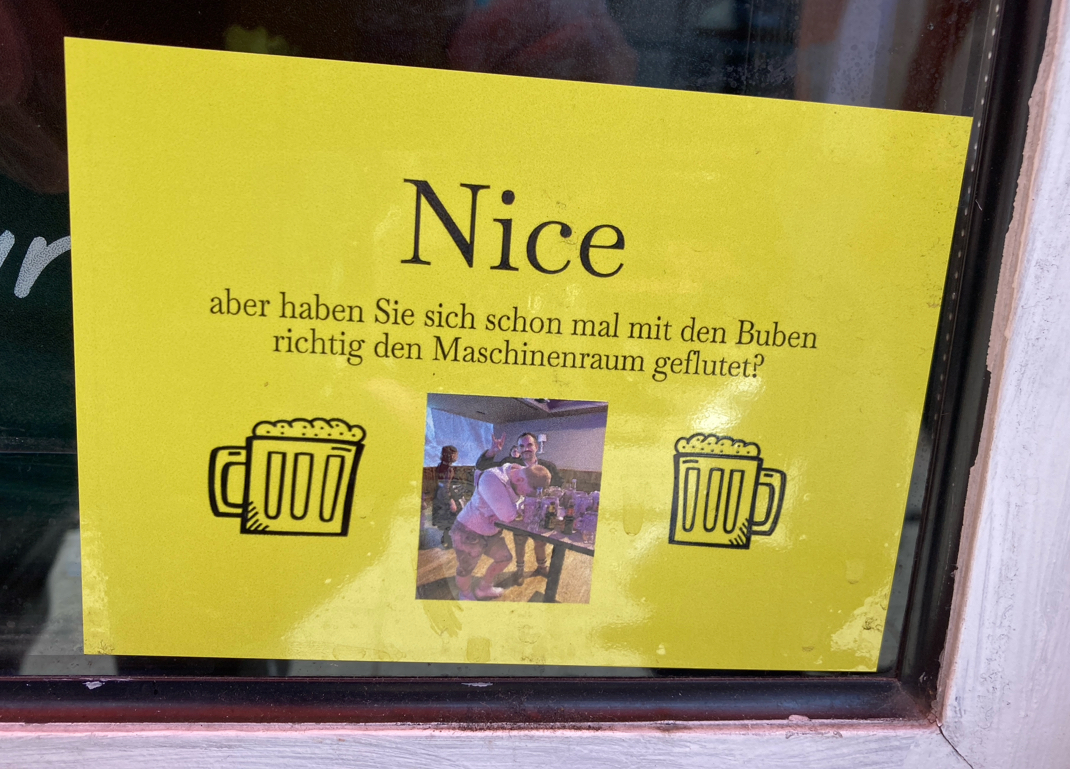 Nice
aber haben Sie sich schon mal mit den Buben
richtig den Maschinenraum geflutet?